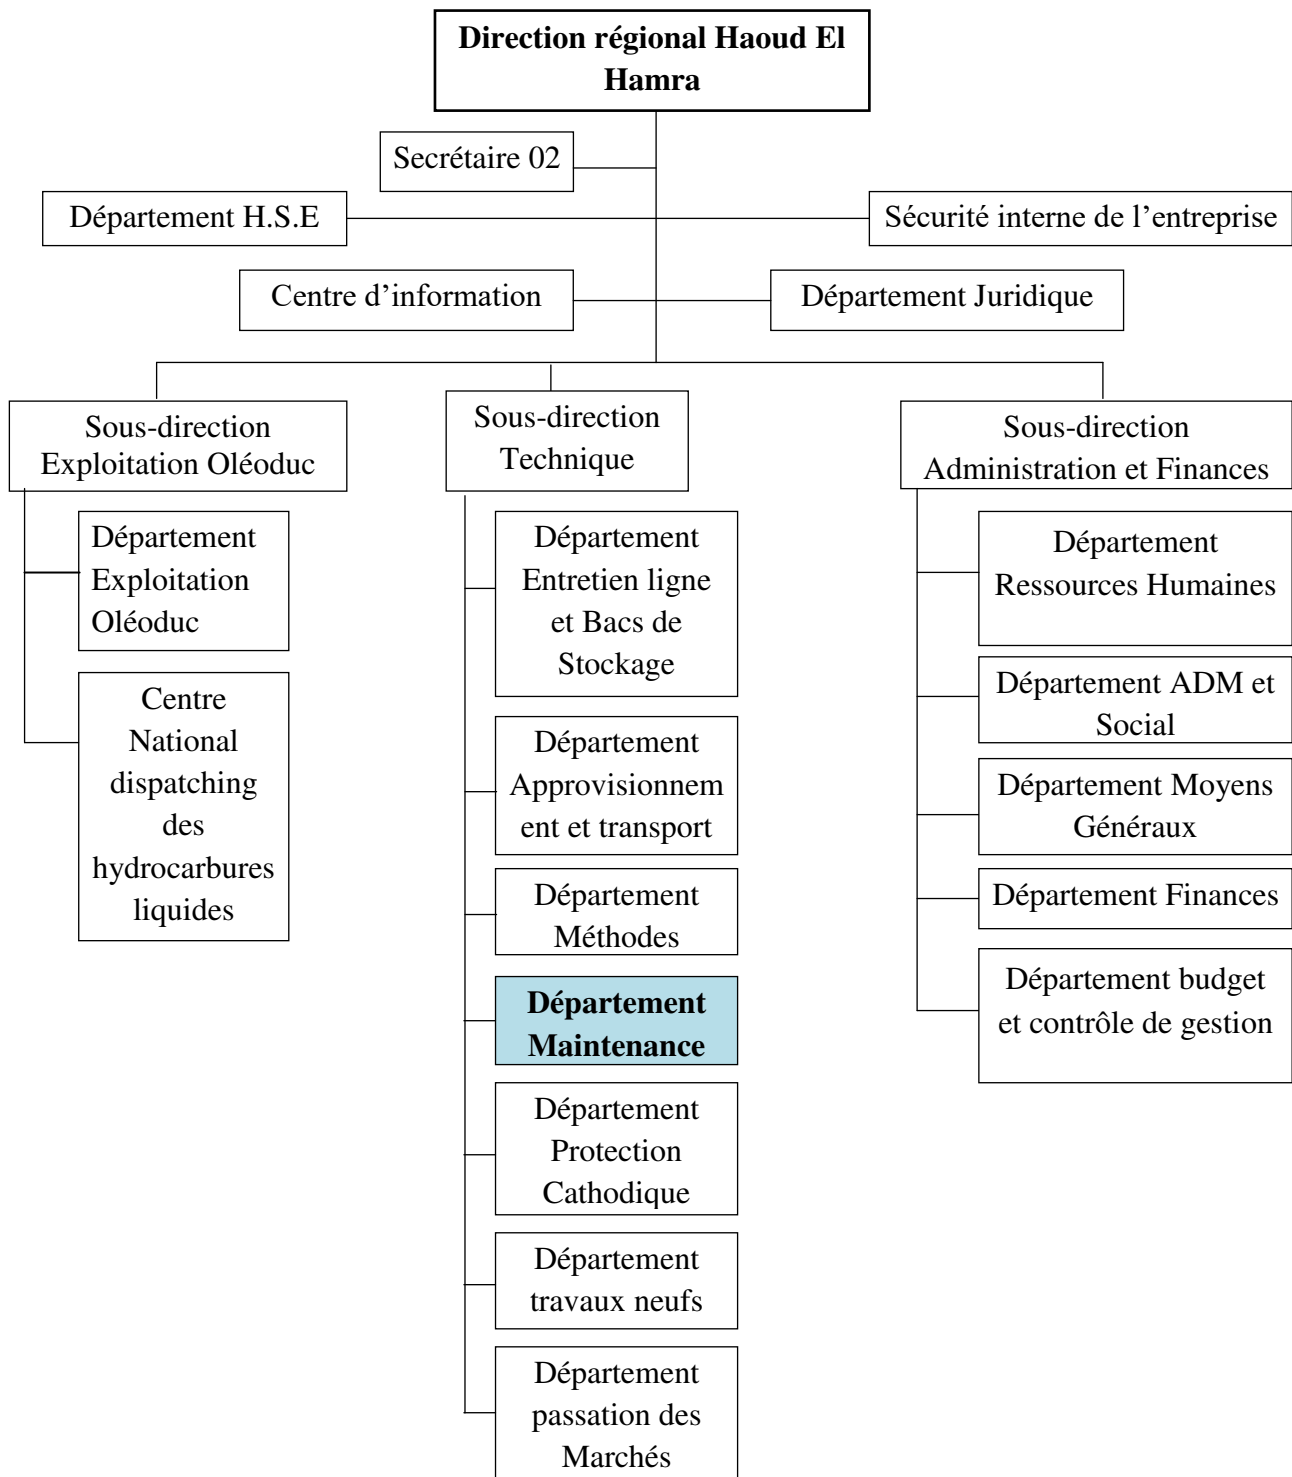 Direction régional Haoud El
Hamra
Secrétaire 02
Département H.S.E
Sécurité interne de l’entreprise
Centre d’information
Département Juridique
Sous-direction
Exploitation Oléoduc
Département
Exploitation
Oléoduc
Centre
National
dispatching
des
hydrocarbures
liquides
Sous-direction
Technique
Département
Entretien ligne
et Bacs de
Stockage
Département
Approvisionnem
ent et transport
Département
Méthodes
Département
Maintenance
Département
Protection
Cathodique
Département
travaux neufs
Département
passation des
Marchés
Sous-direction
Administration et Finances
Département
Ressources Humaines
Département ADM et
Social
Département Moyens
Généraux
Département Finances
Département budget
et contrôle de gestion